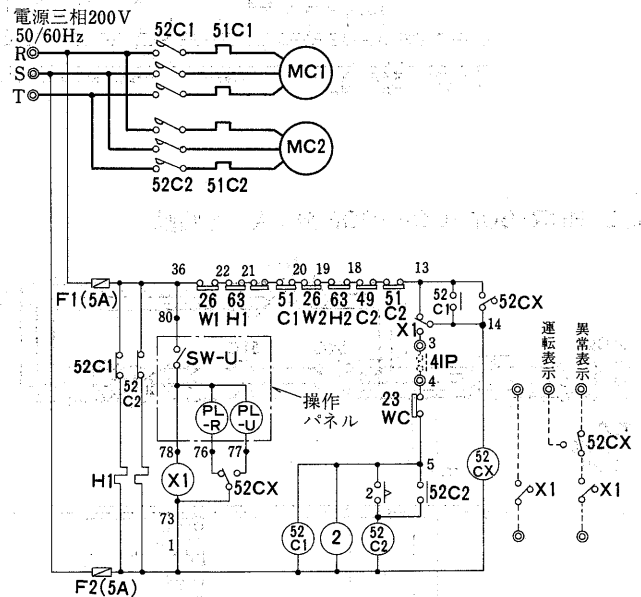 電源三相200V
50/60Hz
R
S
T
52C1 51C1
MC1
MC2
52C2 51C2
36 22 21 20 19 18 13
F1(5A)
26 W1
63 H1
51 C1
26 W2
63 H2
49 C2
51 C2
52 C1
52CX
14
X1
3
41P
4
80
SW-U
52C1
52 C2
PL-R
PL-U
操作パネル
23 WC
78 76 77
52CX
H1
X1
5
2
52C2
73
1
52 C1
2
52 C2
52 CX
F2(5A)
運転表示
異常表示
52CX
X1
X1